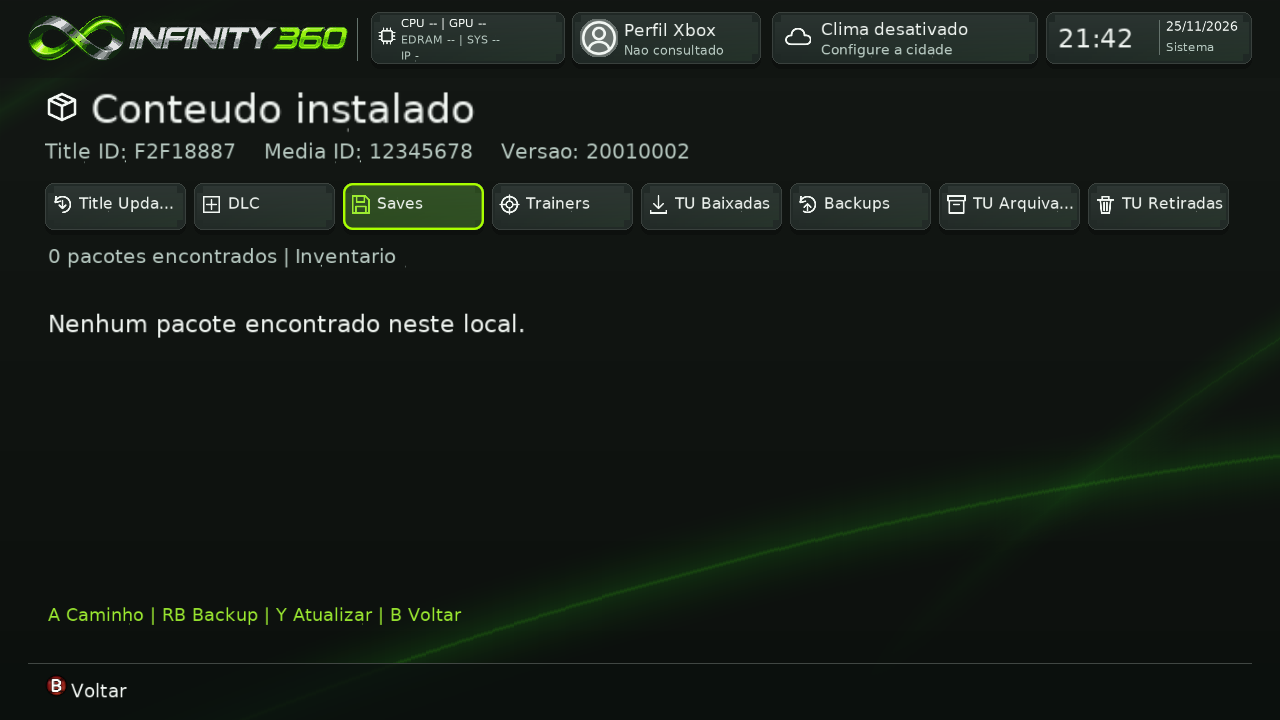 INFINITY 360
CPU -- | GPU --
EDRAM -- | SYS --
IP -
Perfil Xbox
Nao consultado
Clima desativado
Configure a cidade
21:42
25/11/2026
Sistema
Conteudo instalado
Title ID: F2F18887 Media ID: 12345678 Versao: 20010002
Title Upda... DLC Saves Trainers TU Baixadas Backups TU Arquiva... TU Retiradas
0 pacotes encontrados | Inventario
Nenhum pacote encontrado neste local.
A Caminho | RB Backup | Y Atualizar | B Voltar
B Voltar